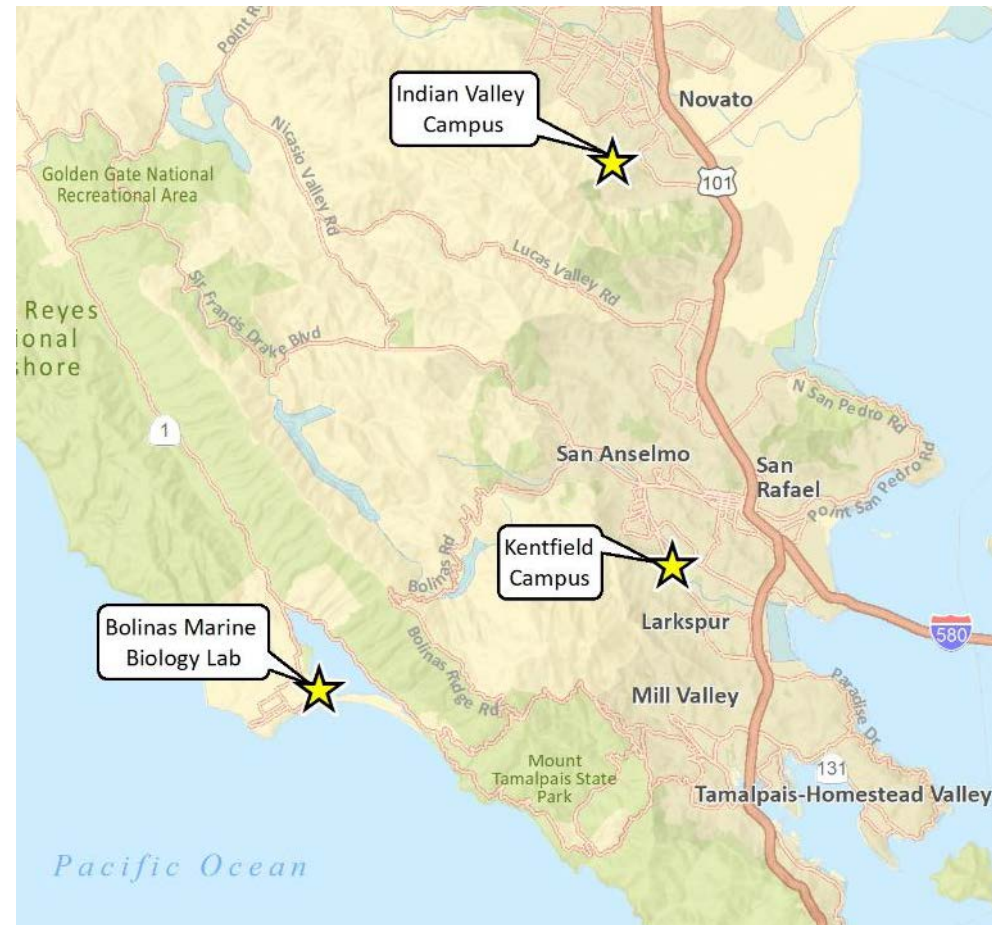 Point R
Indian Valley
Campus
Novato
Nicasio Valley Rd
Golden Gate National
Recreational Area
101
Lucas Valley Rd
Sir Francis Drake Blvd
Reyes
ional
shore
1
N San Pedro Rd
San Anselmo
San
Rafael
Point San Pedro Rd
Kentfield
Campus
Bolinas Rd
Larkspur
580
Bolinas Marine
Biology Lab
Bolinas Ridge Rd
Mill Valley
Paradise Dr
Mount
Tamalpais State
Park
131
Tamalpais-Homestead Valley
Pacific Ocean